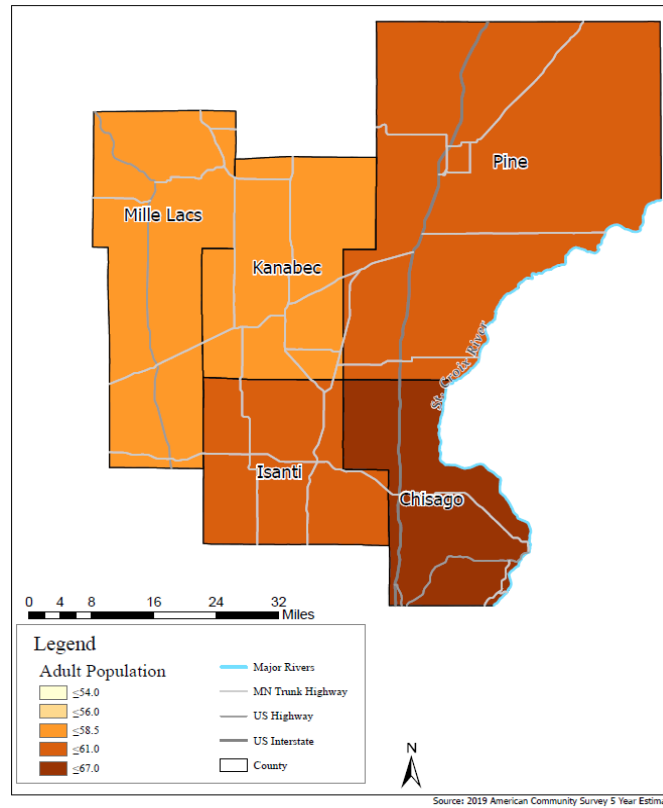 Pine
Mille Lacs
Kanabec
St. Croix River
Isanti
Chisago
0 4 8 16 24 32
Miles
Legend
Adult Population
≤54.0
≤56.0
≤58.5
≤61.0
≤67.0
Major Rivers
MN Trunk Highway
US Highway
US Interstate
County
N
Source: 2019 American Community Survey 5 Year Estima